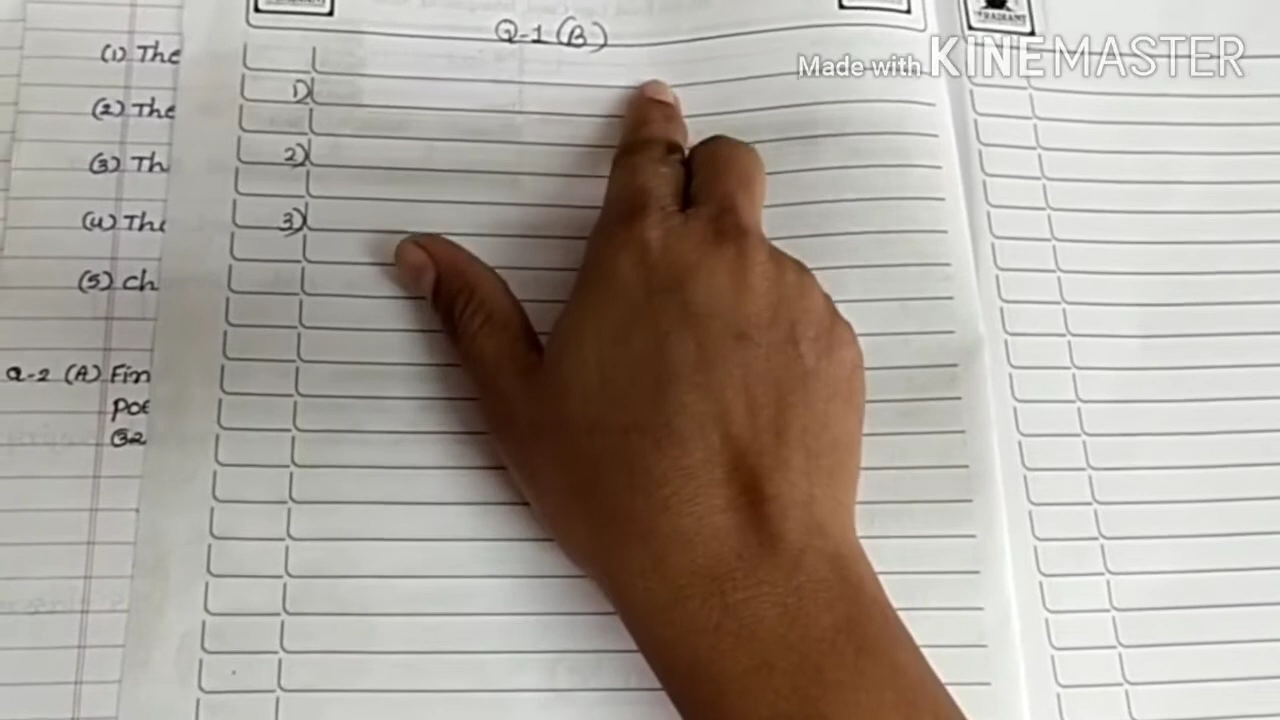 Q-1 (B)
Made with KINEMASTER
RADIANT
(1) The
(2) The
(3) Th
(4) The
(5) Ch
Q-2 (A) Fin
Poe
1)
2)
3)